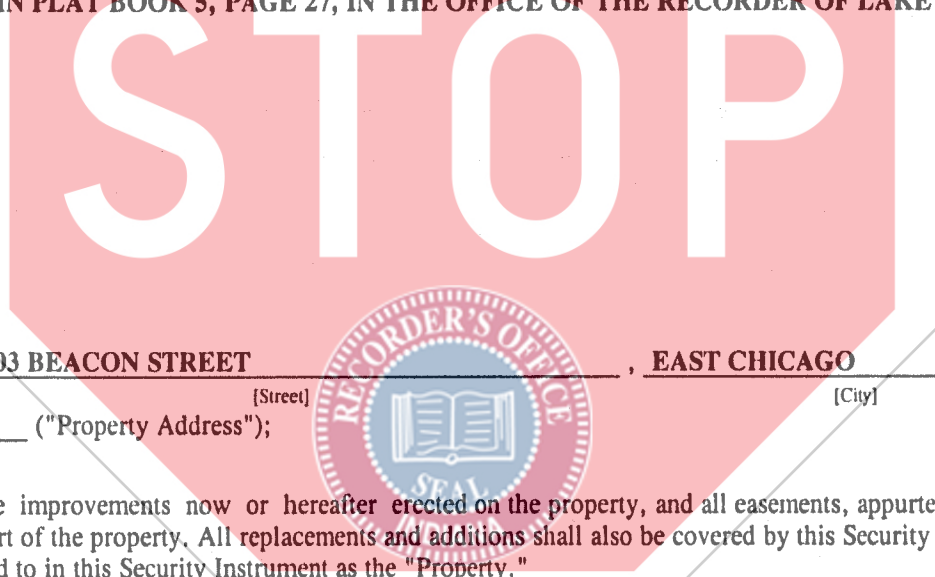 IN PLAT BOOK 5, PAGE 27, IN THE OFFICE OF THE RECORDER OF LAKE
STOP
RECORDER'S OFFICE
03 BEACON STREET , EAST CHICAGO
[Street] [City]
("Property Address");
SEAL
INDIANA
improvements now or hereafter erected on the property, and all easements,
of the property. All replacements and additions shall also be covered by this Security
to in this Security Instrument as the "Property."